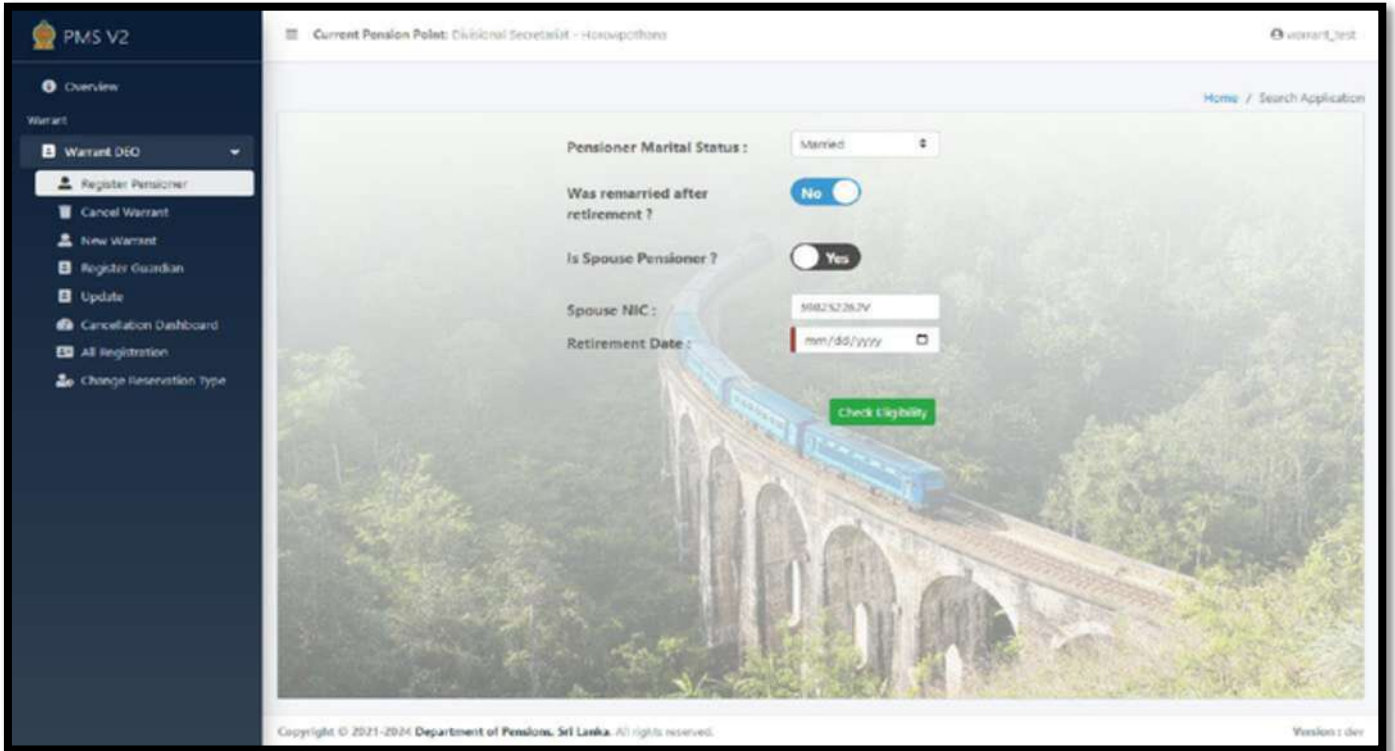 PMS V2
Current Pension Point: Divisional Secretariat - Horowpothana
warrant_test
Overview
Home / Search Application
Warrant
Warrant DEO
Register Pensioner
Cancel Warrant
New Warrant
Register Guardian
Update
Cancellation Dashboard
All Registration
Change Reservation Type
Pensioner Marital Status :
Married
Was remarried after
retirement ?
No
Is Spouse Pensioner ?
Yes
Spouse NIC :
Retirement Date :
mm/dd/yyyy
Check Eligibility
Copyright © 2021-2024 Department of Pensions, Sri Lanka. All rights reserved.
Version : dev